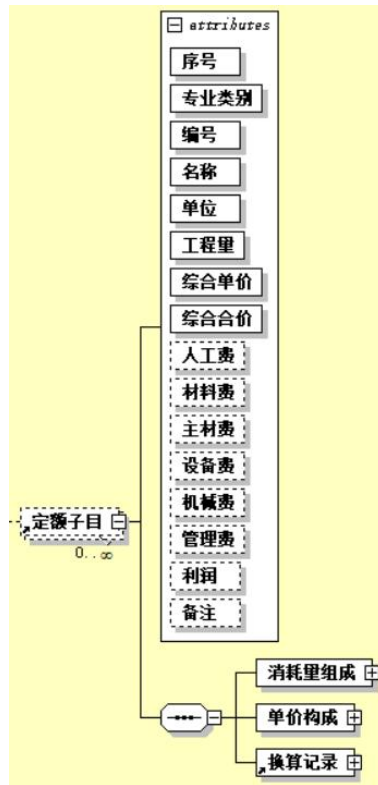 attributes
序号
专业类别
编号
名称
单位
工程量
综合单价
综合合价
人工费
材料费
主材费
设备费
机械费
管理费
利润
备注
定额子目
0..∞
消耗量组成
单价构成
换算记录